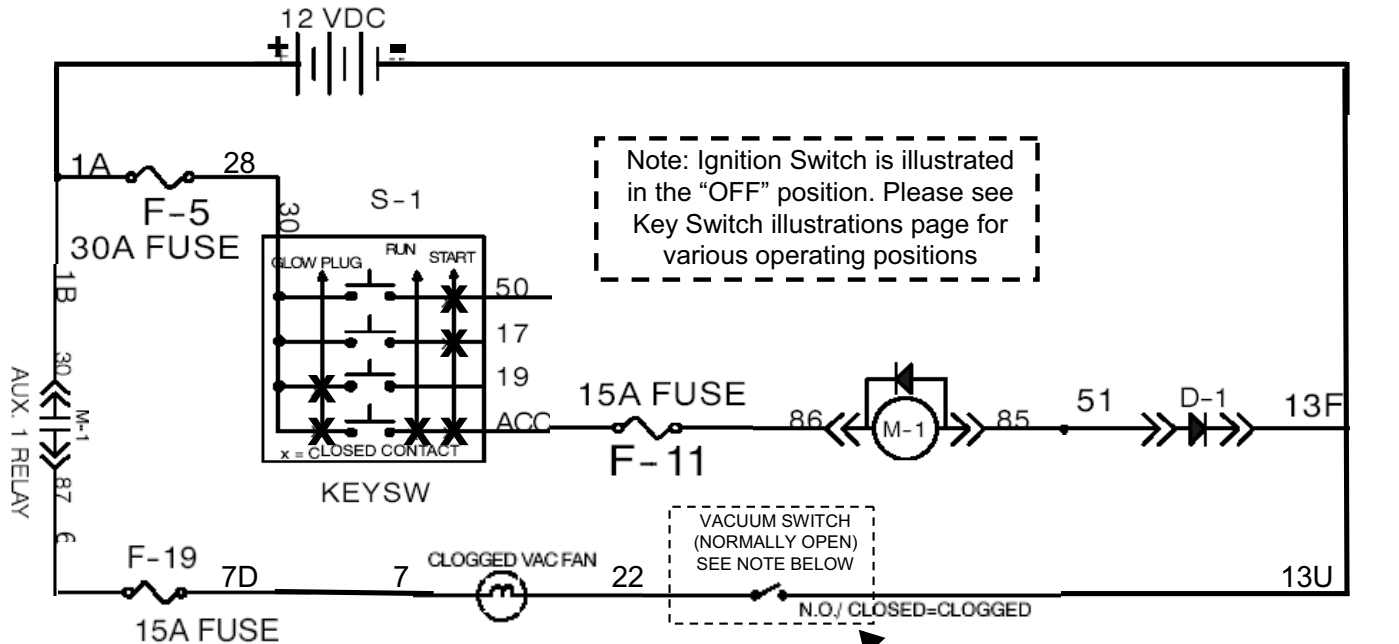 12 VDC
+ -
1A
28
F-5
30A FUSE
30
S-1
GLOW PLUG
RUN
START
50
17
19
ACC
x = CLOSED CONTACT
KEYSW
Note: Ignition Switch is illustrated
in the “OFF” position. Please see
Key Switch illustrations page for
various operating positions
1B
30
M-1
AUX. 1 RELAY
87
6
15A FUSE
F-11
86
M-1
85
51
D-1
13F
F-19
15A FUSE
7D
7
CLOGGED VAC FAN
22
VACUUM SWITCH
(NORMALLY OPEN)
SEE NOTE BELOW
N.O./ CLOSED=CLOGGED
13U